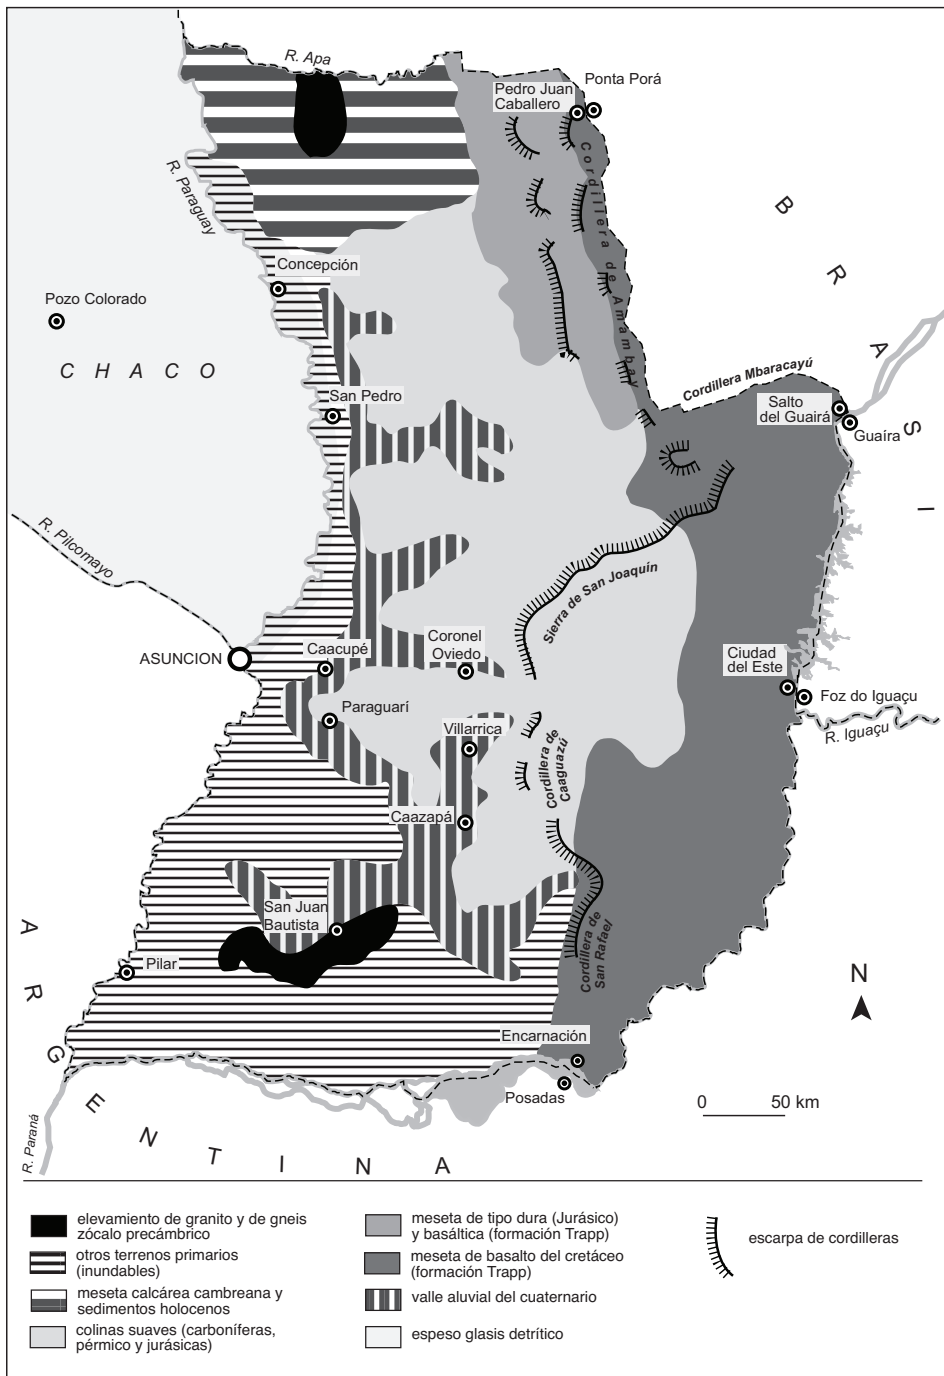 R. Apa
Pedro Juan
Caballero
Ponta Porá
R. Paraguay
Cordillera de Amambay
B R A S I
Concepción
Pozo Colorado
C H A C O
San Pedro
Cordillera Mbaracayú
Salto
del Guairá
Guaíra
R. Pilcomayo
Sierra de San Joaquín
ASUNCION
Caacupé
Coronel
Oviedo
Ciudad
del Este
Foz do Iguaçu
R. Iguaçu
Paraguarí
Villarrica
Cordillera de
Caaguazú
Caazapá
San Juan
Bautista
Cordillera de
San Rafael
Pilar
N
A R G E N T I N A
Encarnación
Posadas
0 50 km
R. Paraná
elevamiento de granito y de gneis
zócalo precámbrico
otros terrenos primarios
(inundables)
meseta calcárea cambreana y
sedimentos holocenos
colinas suaves (carboníferas,
pérmico y jurásicas)
meseta de tipo dura (Jurásico)
y basáltica (formación Trapp)
meseta de basalto del cretáceo
(formación Trapp)
valle aluvial del cuaternario
espeso glasis detrítico
escarpa de cordilleras